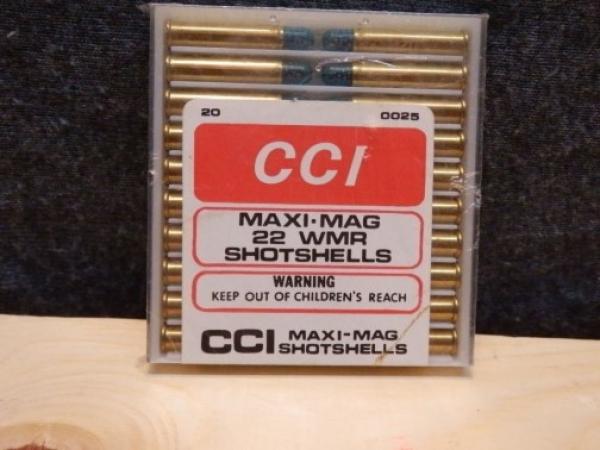 20 0025
CCI
MAXI·MAG
22 WMR
SHOTSHELLS
WARNING
KEEP OUT OF CHILDREN'S REACH
CCI MAXI-MAG
SHOTSHELLS